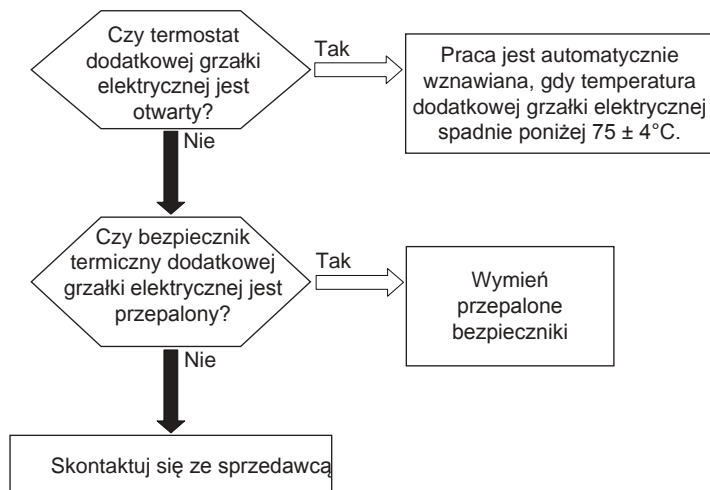 Czy termostat
dodatkowej grzałki
elektrycznej jest
otwarty?
Tak
Praca jest automatycznie
wznawiana, gdy temperatura
dodatkowej grzałki elektrycznej
spadnie poniżej 75 ± 4°C.
Nie
Czy bezpiecznik
termiczny dodatkowej
grzałki elektrycznej jest
przepalony?
Tak
Wymień
przepalone
bezpieczniki
Nie
Skontaktuj się ze sprzedawcą